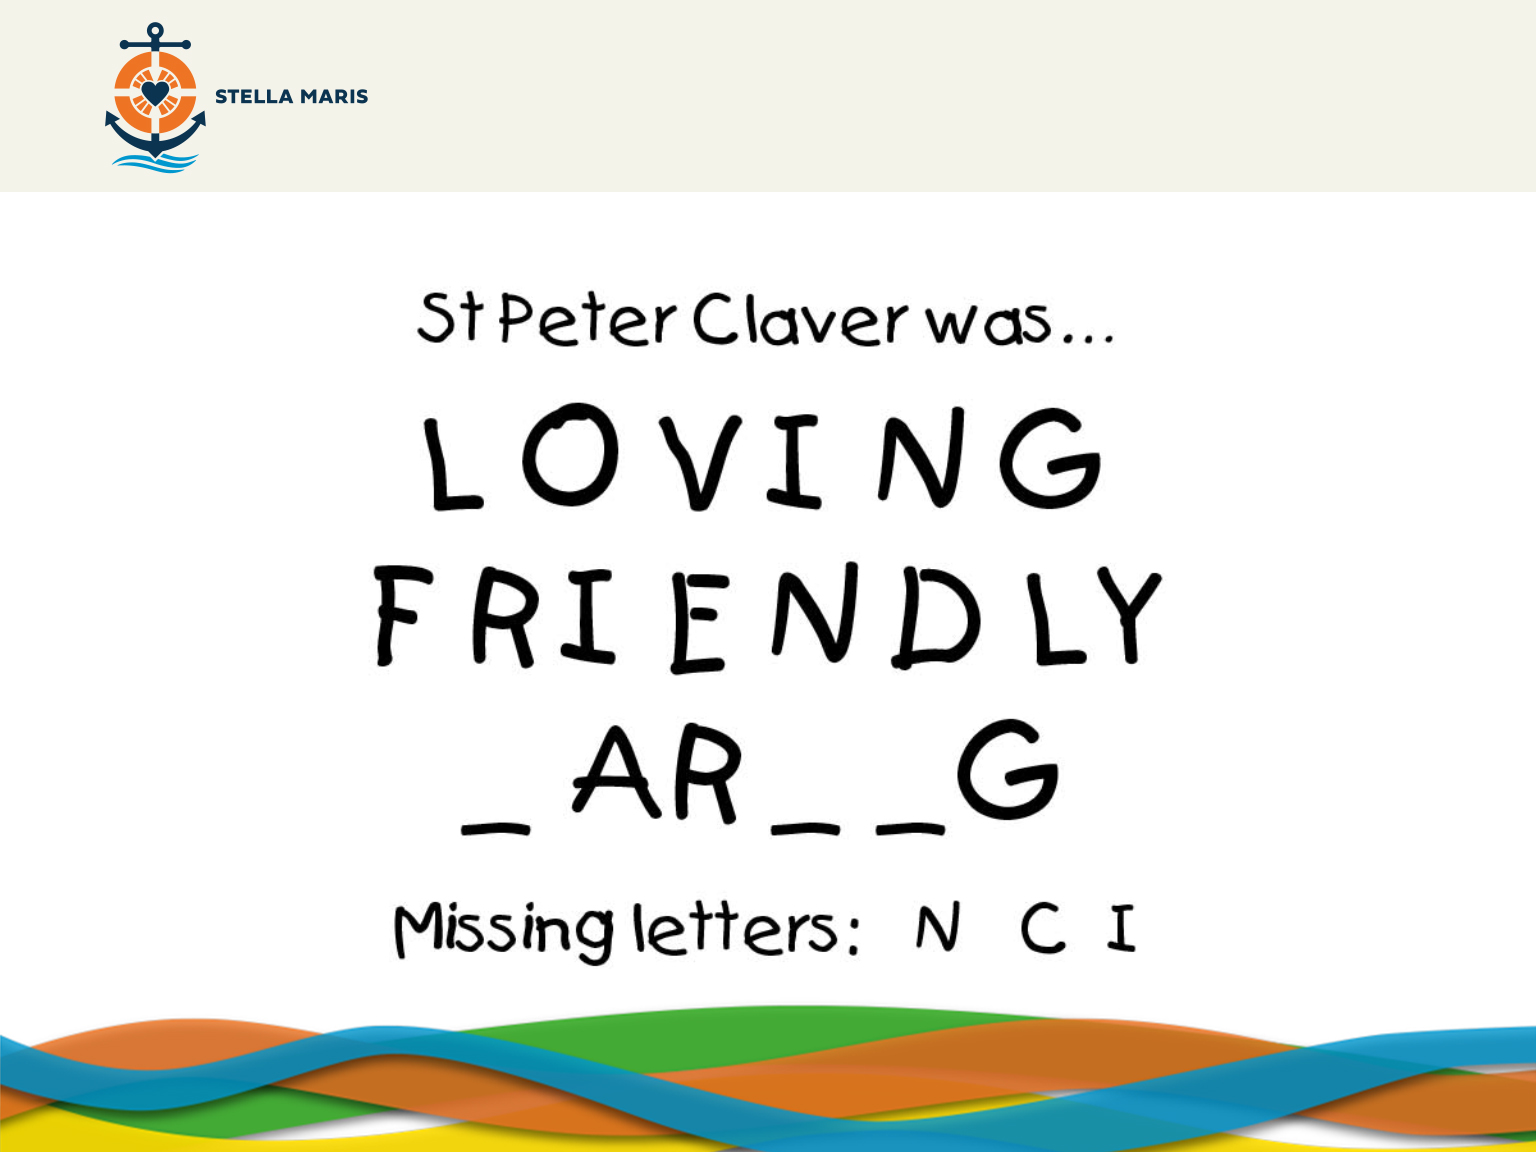 STELLA MARIS
St Peter Claver was...
LOVING
FRIENDLY
_AR__G
Missing letters: N C I